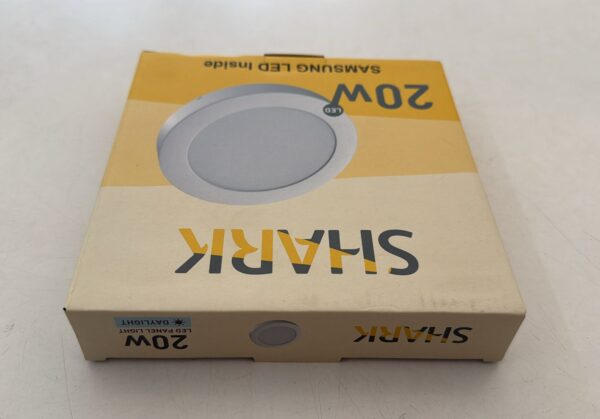 SHARK
LED
20W
SAMSUNG LED Inside
SHARK
20W
LED PANEL LIGHT
DAYLIGHT